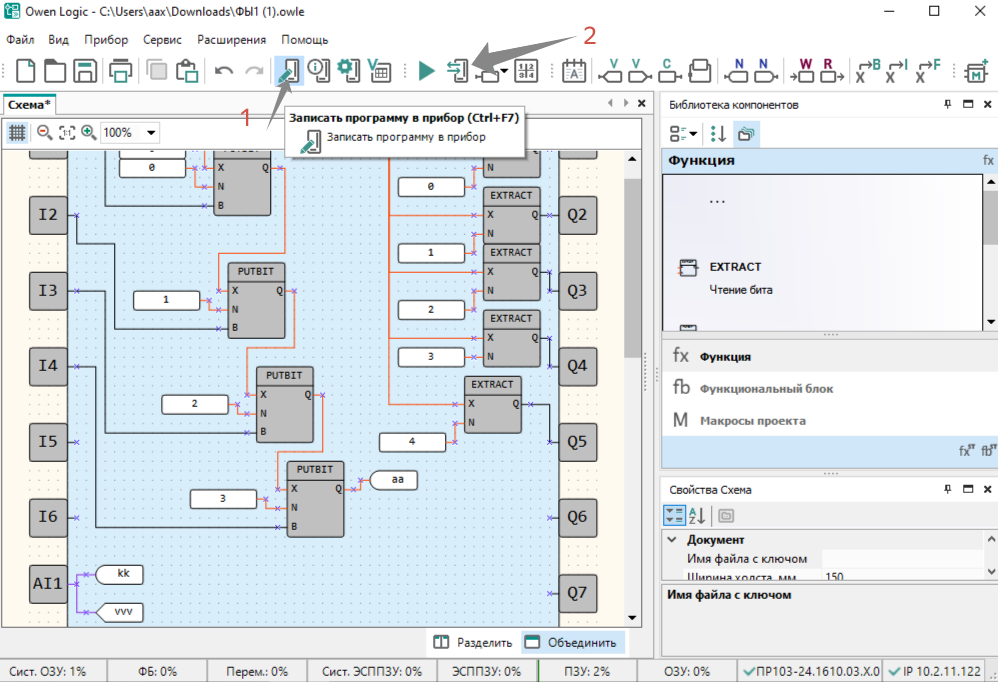 Owen Logic - C:\Users\aax\Downloads\ФЫ1 (1).owle
Файл Вид Прибор Сервис Расширения Помощь
2
V
V V C N N W R B I F
X X X M
Схема*
1
100%
Записать программу в прибор (Ctrl+F7)
Записать программу в прибор
0
X Q
N
B
N
0
I2
EXTRACT
X Q
N
Q2
1
EXTRACT
X Q
N
PUTBIT
X Q
N
B
1
I3
Q3
2
EXTRACT
X Q
N
3
I4
Q4
PUTBIT
X Q
N
B
2
EXTRACT
X Q
N
4
I5
Q5
PUTBIT
X Q
N
B
3
aa
I6
Q6
AI1
kk
vvv
Q7
Разделить Объединить
Библиотека компонентов
Функция fx
...
EXTRACT
Чтение бита
fx Функция
fb Функциональный блок
M Макросы проекта
Свойства Схема
Документ
Имя файла с ключом
Ширина холста, мм 150
Имя файла с ключом
Сист. ОЗУ: 1% ФБ: 0% Перем.: 0% Сист. ЭСППЗУ: 0% ЭСППЗУ: 0% ПЗУ: 2% ОЗУ: 0% ПР103-24.1610.03.X.0 IP 10.2.11.122